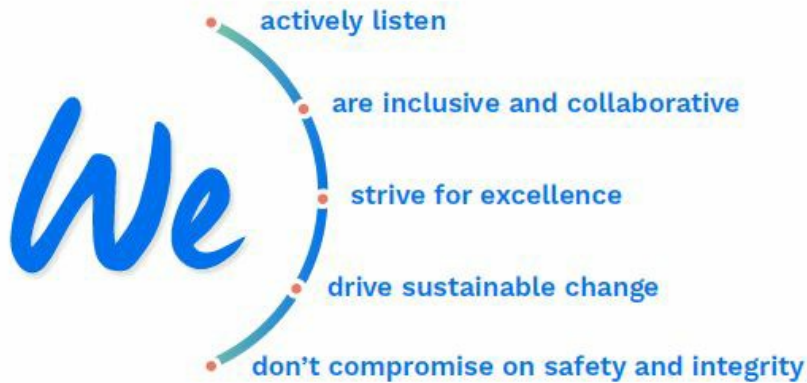 We
actively listen
are inclusive and collaborative
strive for excellence
drive sustainable change
don’t compromise on safety and integrity